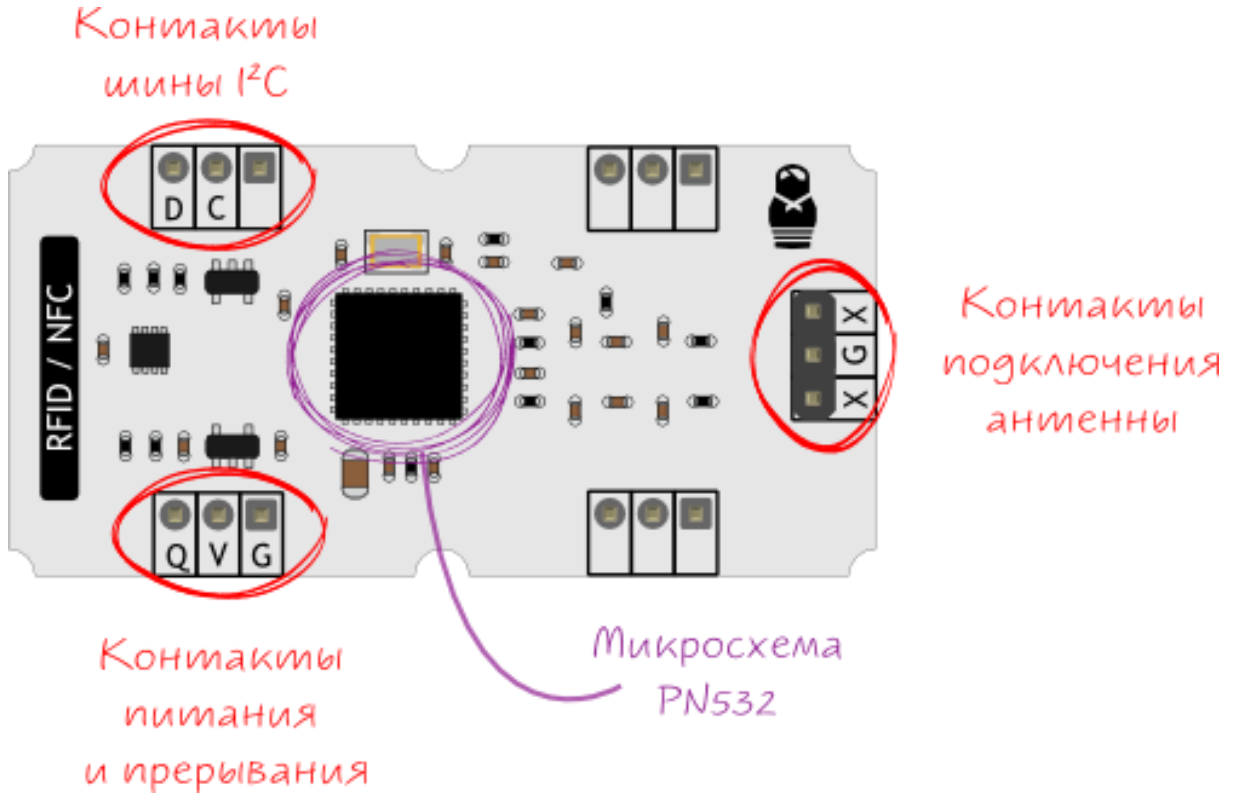 Контакты
шины I²C
D C
RFID / NFC
X
G
X
Контакты
подключения
антенны
Q V G
Контакты
питания
и прерывания
Микросхема
PN532